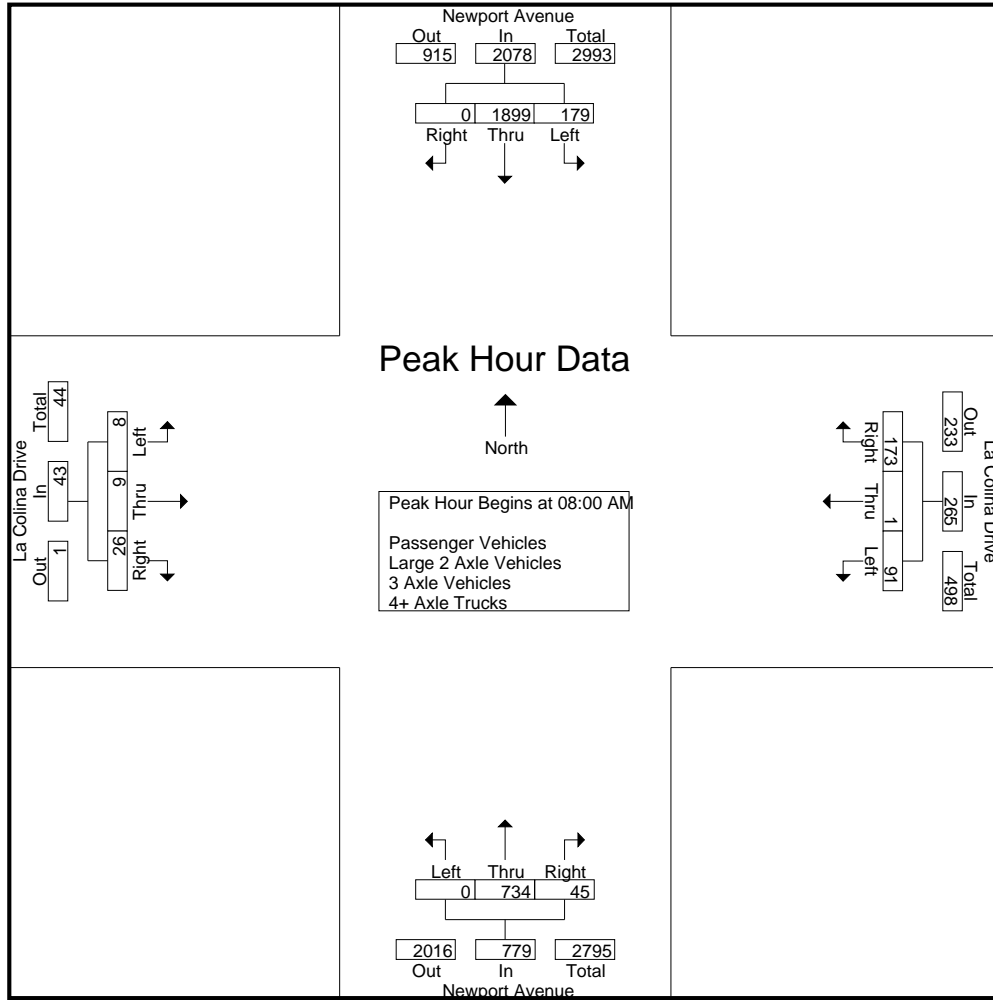 Newport Avenue
Out In Total
915 2078 2993
0 1899 179
Right Thru Left
Peak Hour Data
North
Peak Hour Begins at 08:00 AM
Passenger Vehicles
Large 2 Axle Vehicles
3 Axle Vehicles
4+ Axle Trucks
La Colina Drive
Out In Total
1 43 44
Left Thru Right
8 9 26
La Colina Drive
Out In Total
233 265 498
Right Thru Left
173 1 91
Left Thru Right
0 734 45
2016 779 2795
Out In Total
Newport Avenue